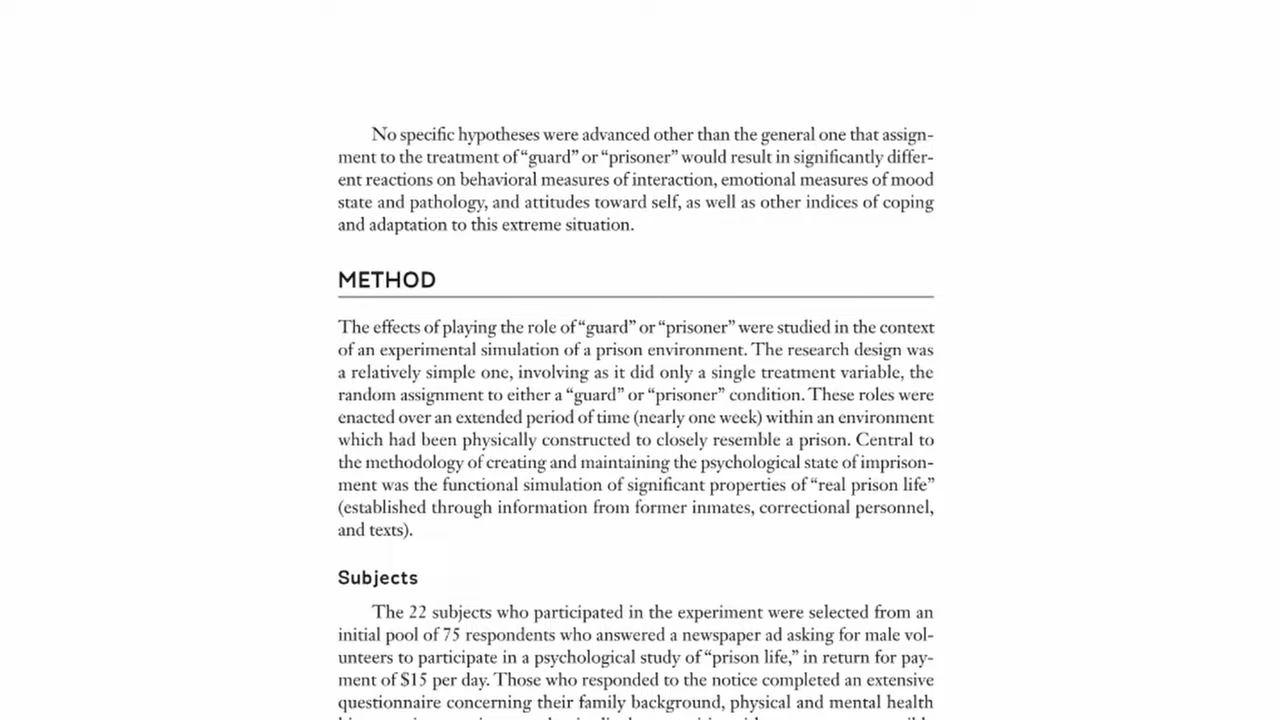 No specific hypotheses were advanced other than the general one that assign-
ment to the treatment of “guard” or “prisoner” would result in significantly differ-
ent reactions on behavioral measures of interaction, emotional measures of mood
state and pathology, and attitudes toward self, as well as other indices of coping
and adaptation to this extreme situation.
METHOD
The effects of playing the role of “guard” or “prisoner” were studied in the context
of an experimental simulation of a prison environment. The research design was
a relatively simple one, involving as it did only a single treatment variable, the
random assignment to either a “guard” or “prisoner” condition. These roles were
enacted over an extended period of time (nearly one week) within an environment
which had been physically constructed to closely resemble a prison. Central to
the methodology of creating and maintaining the psychological state of imprison-
ment was the functional simulation of significant properties of “real prison life”
(established through information from former inmates, correctional personnel,
and texts).
Subjects
The 22 subjects who participated in the experiment were selected from an
initial pool of 75 respondents who answered a newspaper ad asking for male vol-
unteers to participate in a psychological study of “prison life,” in return for pay-
ment of $15 per day. Those who responded to the notice completed an extensive
questionnaire concerning their family background, physical and mental health